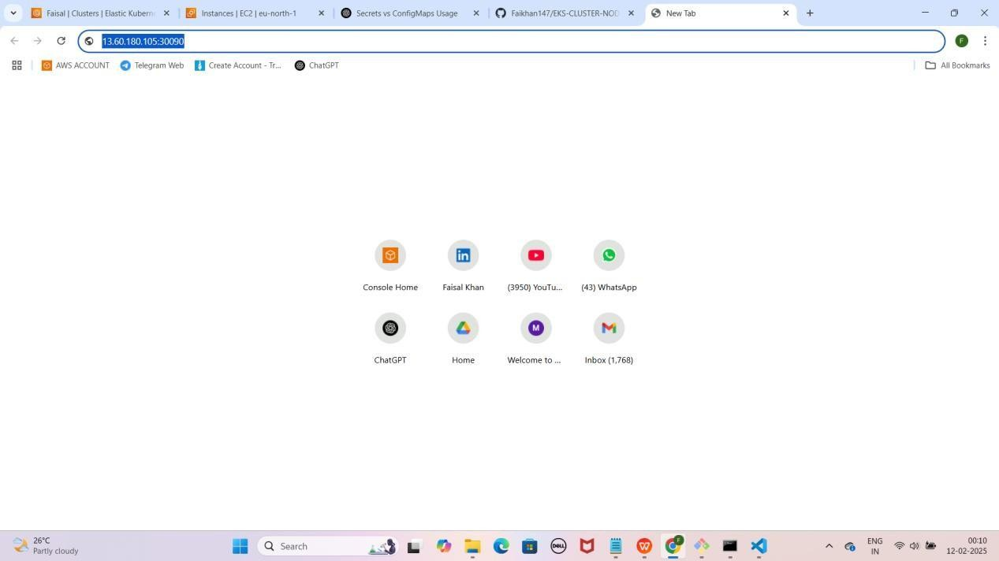 Faisal | Clusters | Elastic Kuberne
Instances | EC2 | eu-north-1
Secrets vs ConfigMaps Usage
Faikhan147/EKS-CLUSTER-NOD
New Tab
13.60.180.105:30090
F
AWS ACCOUNT
Telegram Web
Create Account - Tr...
ChatGPT
All Bookmarks
Console Home
Faisal Khan
(3950) YouTu...
(43) WhatsApp
M
ChatGPT
Home
Welcome to ...
Inbox (1,768)
26°C
Partly cloudy
Search
DELL
W
F
ENG
IN
00:10
12-02-2025